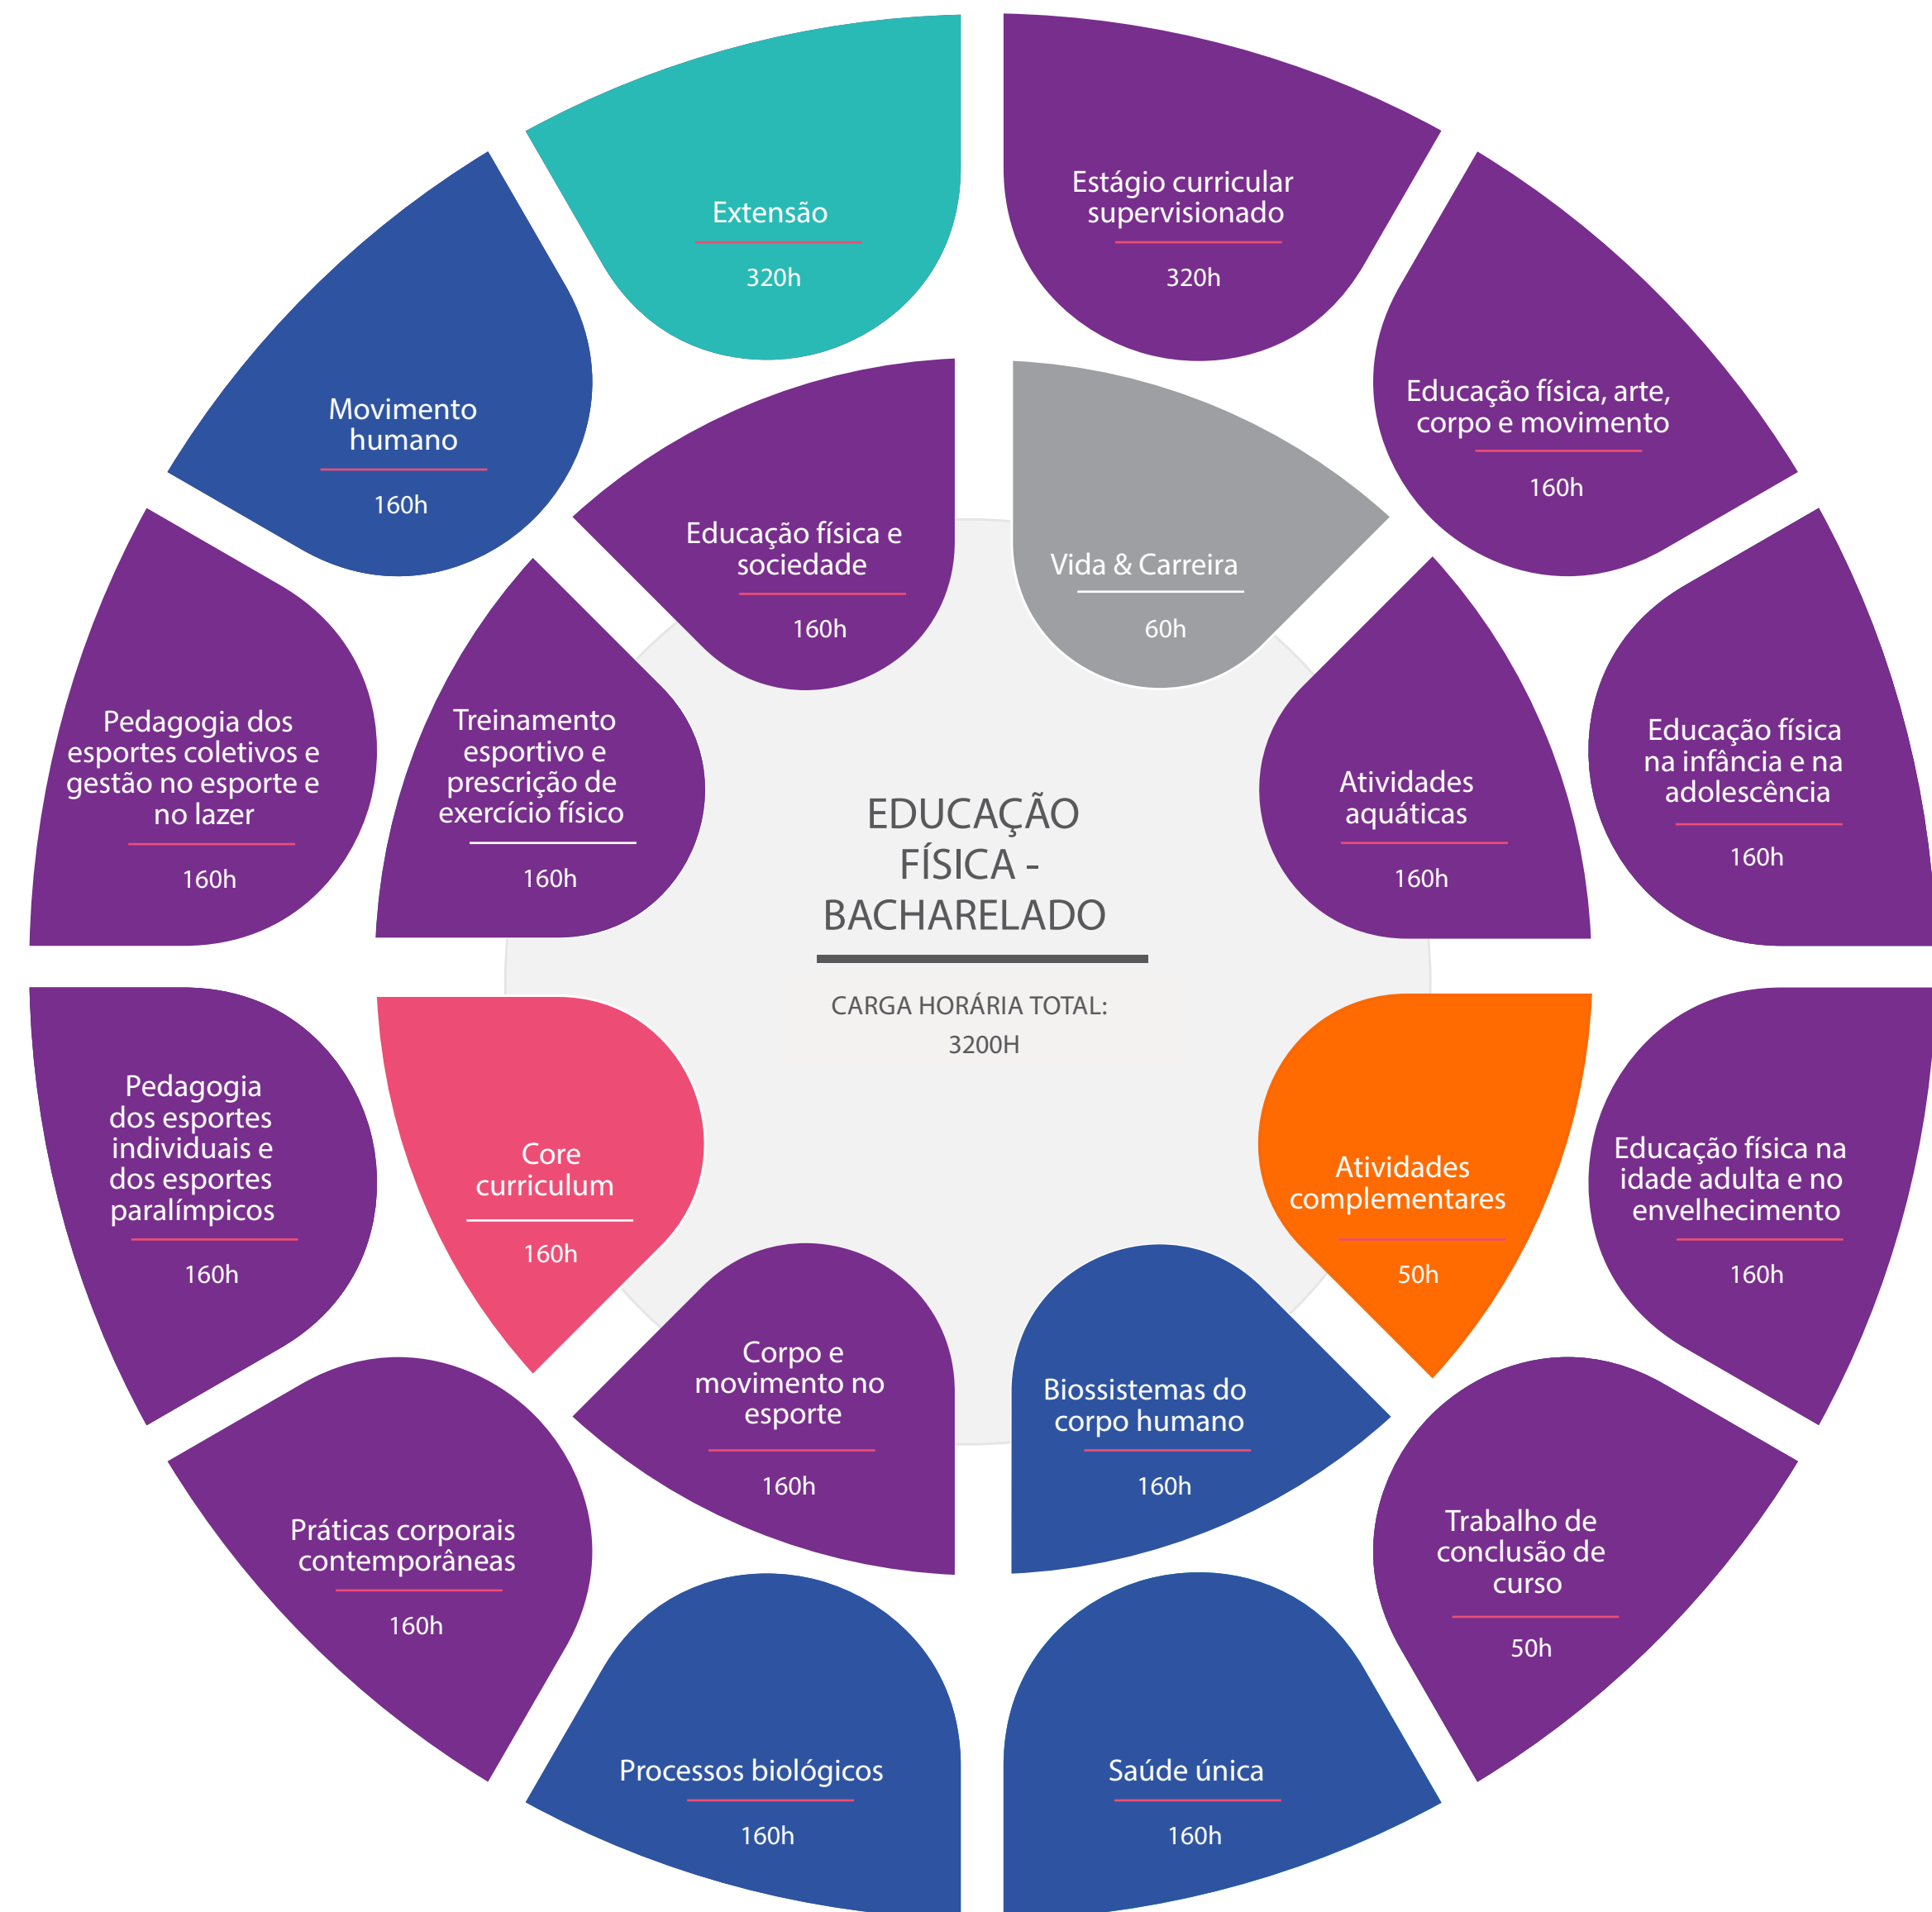 Extensão
320h
Estágio curricular
supervisionado
320h
Movimento
humano
160h
Educação física, arte,
corpo e movimento
160h
Educação física e
sociedade
160h
Vida & Carreira
60h
Pedagogia dos
esportes coletivos e
gestão no esporte e
no lazer
160h
Treinamento
esportivo e
prescrição de
exercício físico
160h
EDUCAÇÃO
FÍSICA -
BACHARELADO
CARGA HORÁRIA TOTAL:
3200H
Atividades
aquáticas
160h
Educação física
na infância e na
adolescência
160h
Pedagogia
dos esportes
individuais e
dos esportes
paralímpicos
160h
Core
curriculum
160h
Atividades
complementares
50h
Educação física na
idade adulta e no
envelhecimento
160h
Corpo e
movimento no
esporte
160h
Biossistemas do
corpo humano
160h
Práticas corporais
contemporâneas
160h
Trabalho de
conclusão de
curso
50h
Processos biológicos
160h
Saúde única
160h